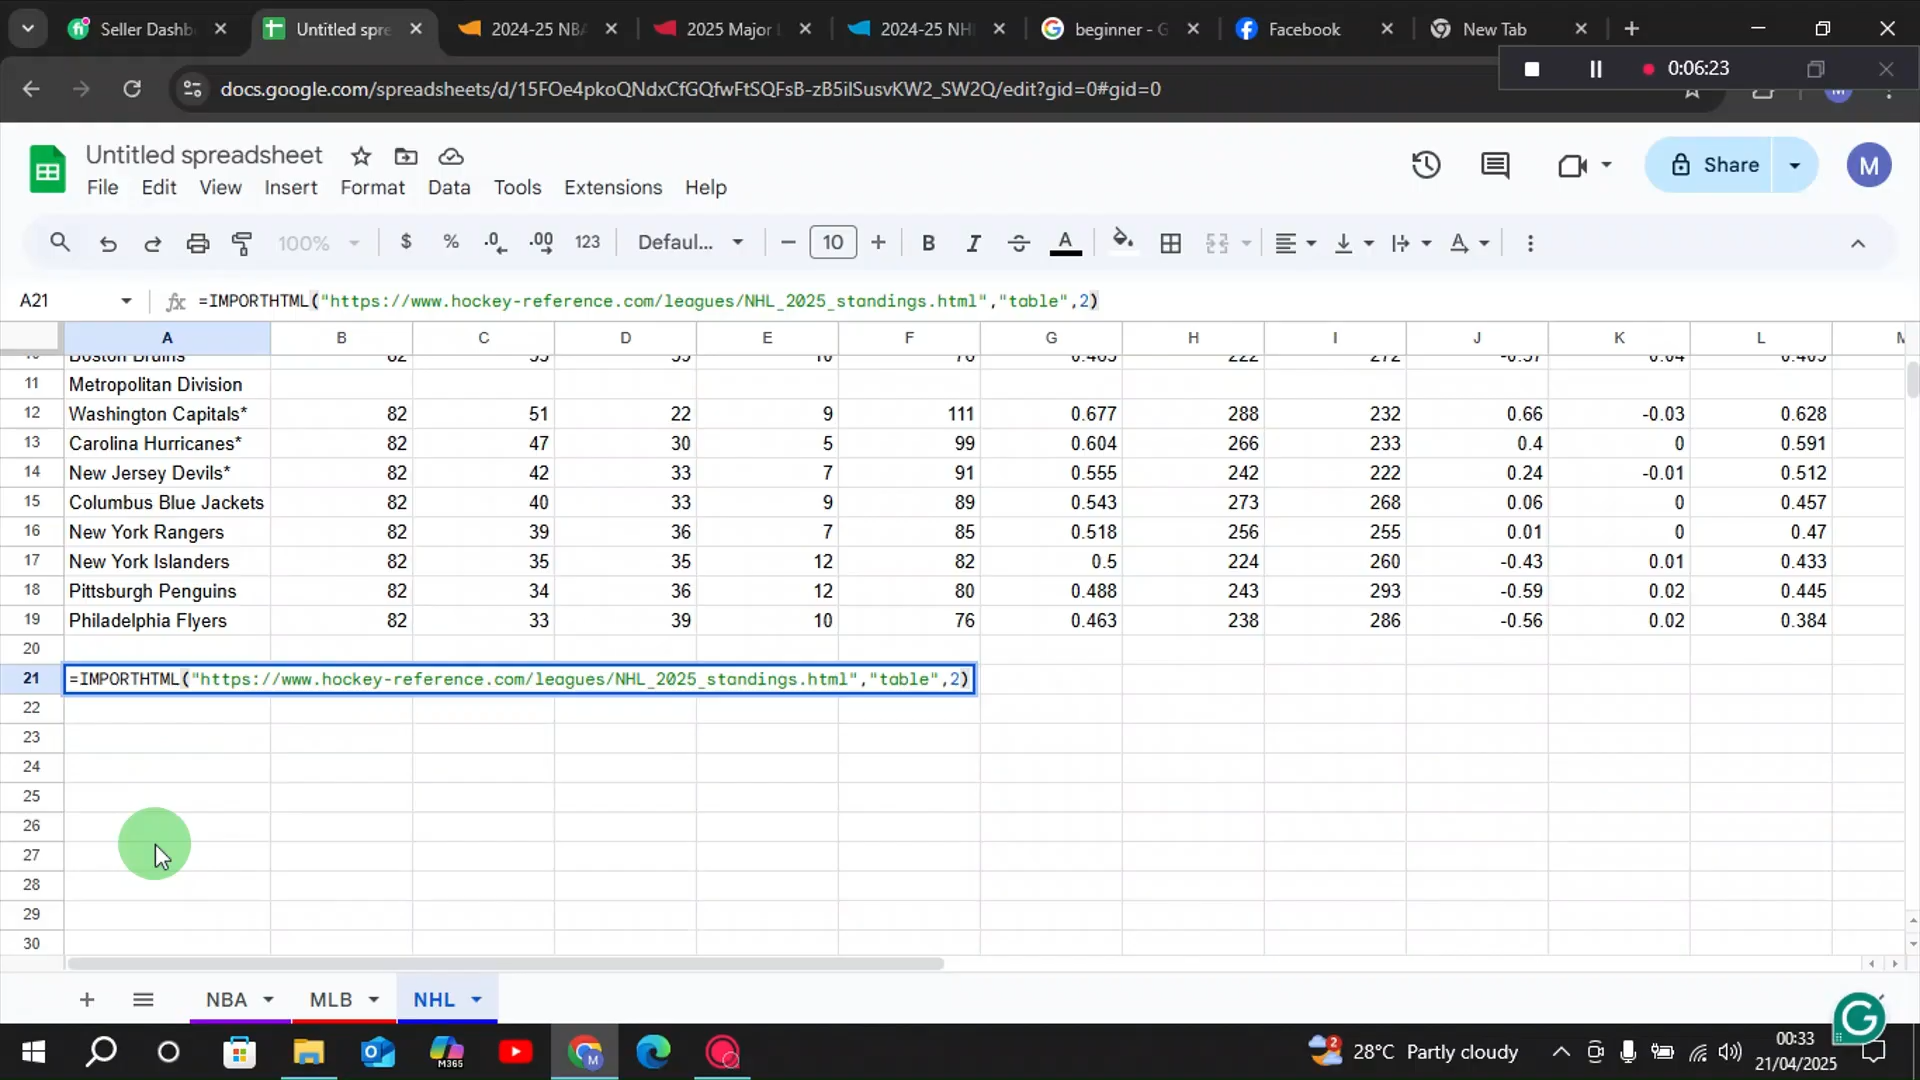 Seller Dashb
Untitled spre
2024-25 NBA
2025 Major
2024-25 NH
beginner - G
Facebook
New Tab
0:06:23
docs.google.com/spreadsheets/d/15FOe4pkoQNdxCfGQfwFtSQFsB-zB5ilSusvKW2_SW2Q/edit?gid=0#gid=0
Untitled spreadsheet
File Edit View Insert Format Data Tools Extensions Help
Share
M
100% $ % .0 .00 123 Defaul... 10 B I S A
A21 fx =IMPORTHTML("https://www.hockey-reference.com/leagues/NHL_2025_standings.html","table",2)
A B C D E F G H I J K L M
Boston Bruins 82 33 39 10 76 0.463 222 272 -0.57 0.04 0.409
11 Metropolitan Division
12 Washington Capitals* 82 51 22 9 111 0.677 288 232 0.66 -0.03 0.628
13 Carolina Hurricanes* 82 47 30 5 99 0.604 266 233 0.4 0 0.591
14 New Jersey Devils* 82 42 33 7 91 0.555 242 222 0.24 -0.01 0.512
15 Columbus Blue Jackets 82 40 33 9 89 0.543 273 268 0.06 0 0.457
16 New York Rangers 82 39 36 7 85 0.518 256 255 0.01 0 0.47
17 New York Islanders 82 35 35 12 82 0.5 224 260 -0.43 0.01 0.433
18 Pittsburgh Penguins 82 34 36 12 80 0.488 243 293 -0.59 0.02 0.445
19 Philadelphia Flyers 82 33 39 10 76 0.463 238 286 -0.56 0.02 0.384
20
21 =IMPORTHTML("https://www.hockey-reference.com/leagues/NHL_2025_standings.html","table",2)
22
23
24
25
26
27
28
29
30
NBA MLB NHL
M365
M
2
28°C Partly cloudy
00:33
21/04/2025